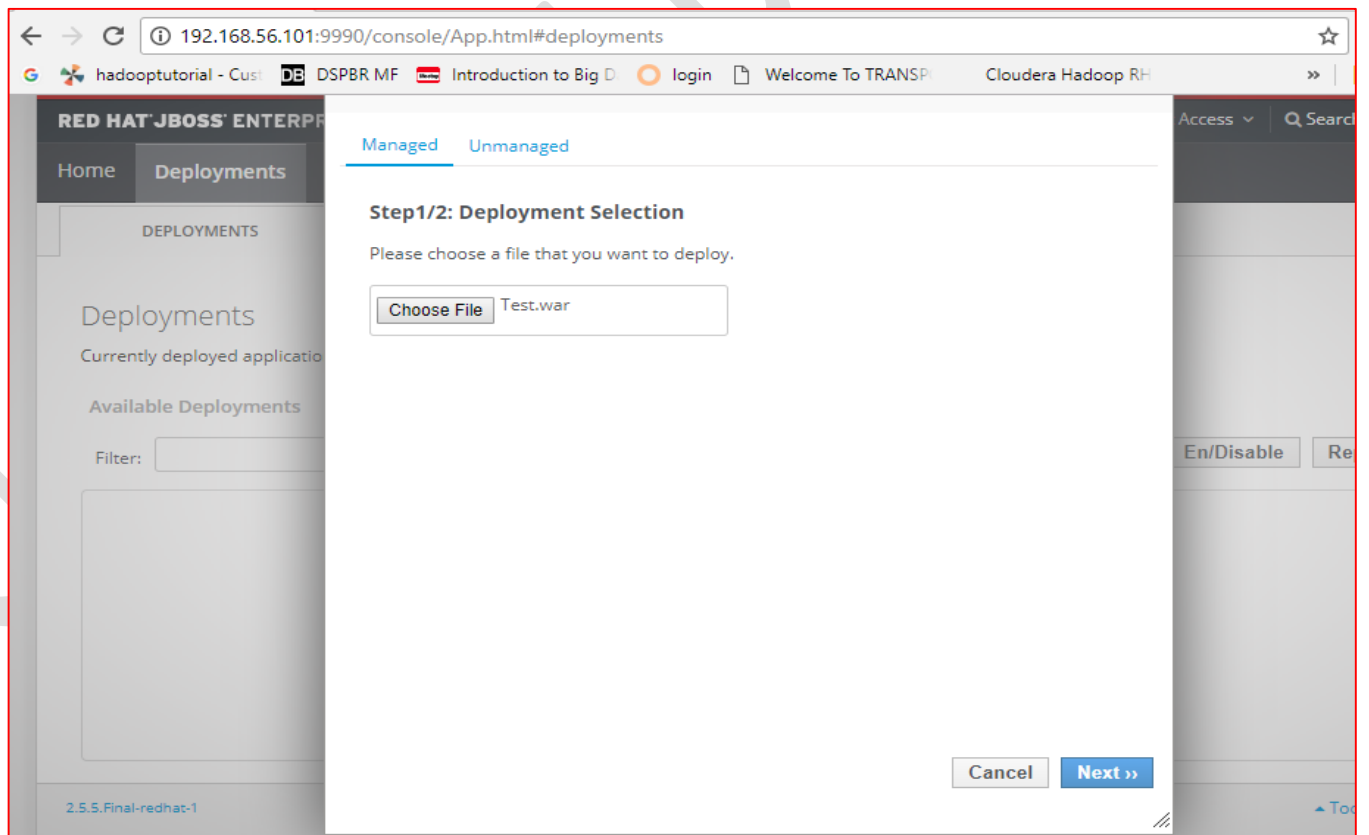 192.168.56.101:9990/console/App.html#deployments
G hadooptutorial - Cus DB DSPBR MF Introduction to Big D login Welcome To TRANSP Cloudera Hadoop RH »
RED HAT JBOSS ENTERPR
Access
Search
Managed Unmanaged
Home Deployments
Step1/2: Deployment Selection
DEPLOYMENTS
Please choose a file that you want to deploy.
Choose File Test.war
Deployments
Currently deployed applicatio
Available Deployments
Filter:
En/Disable Re
Cancel Next ››
2.5.5.Final-redhat-1
Too